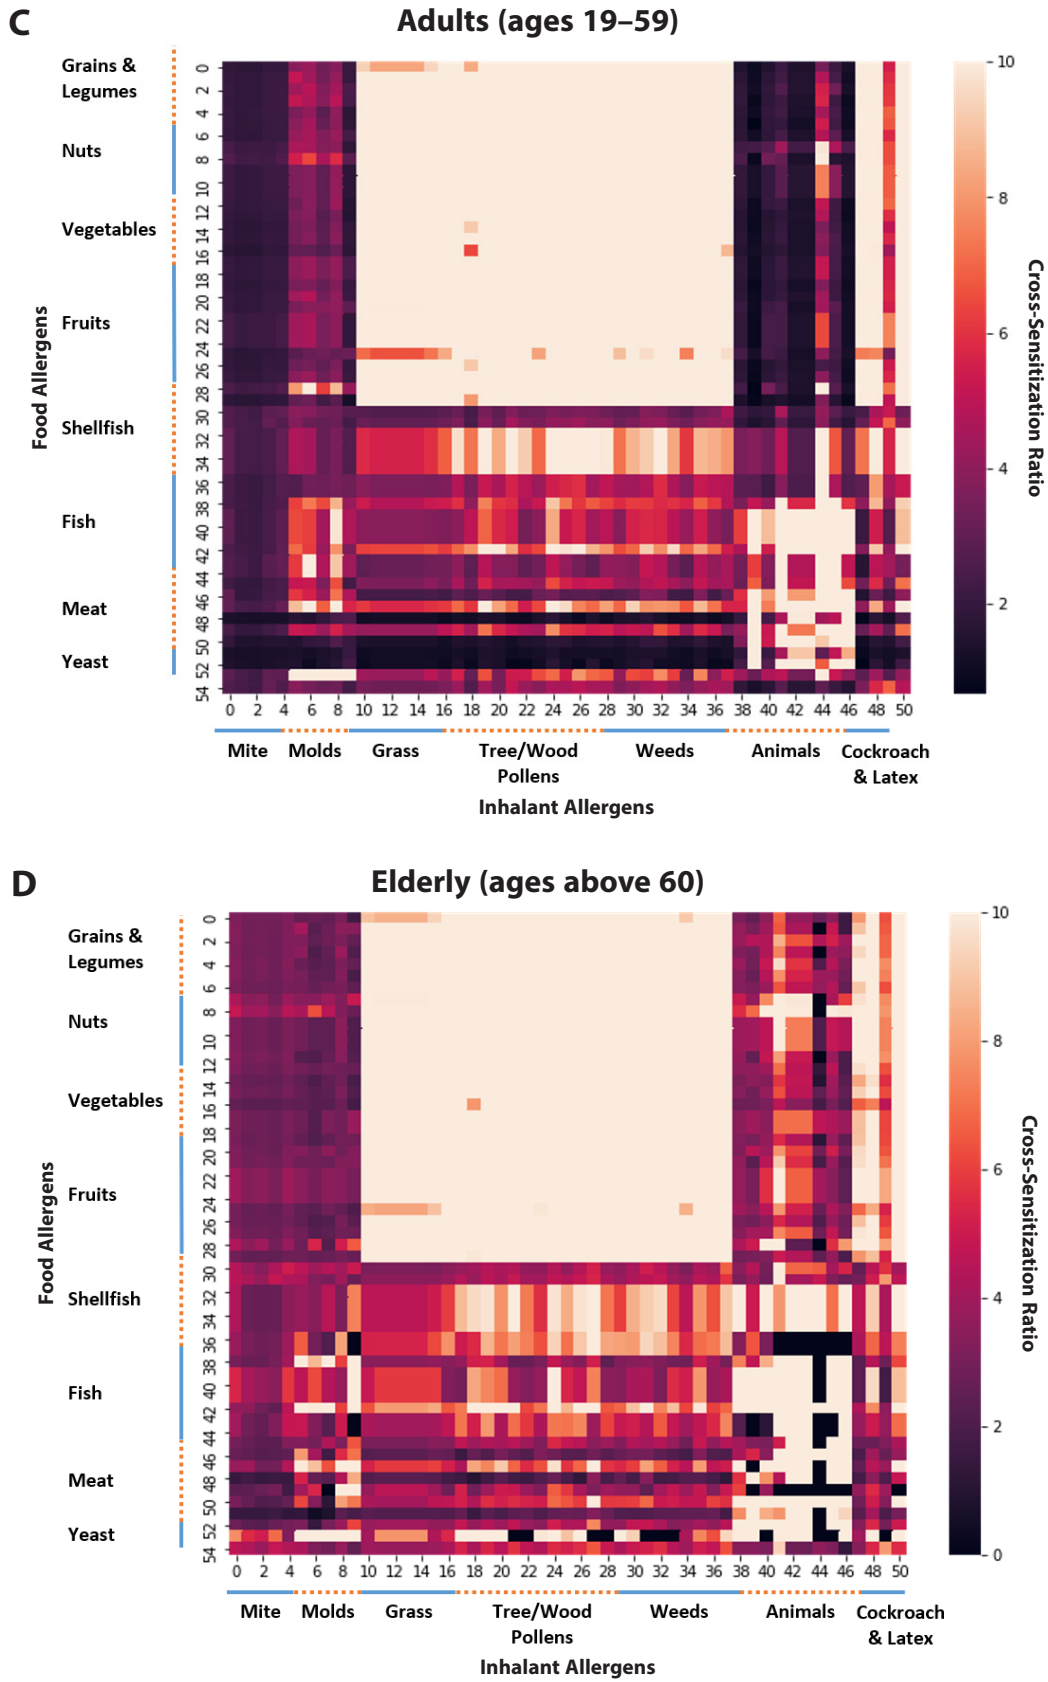 C
Adults (ages 19–59)
Grains &
Legumes
Nuts
Vegetables
Fruits
Shellfish
Fish
Meat
Yeast
Food Allergens
0
2
4
6
8
10
12
14
16
18
20
22
24
26
28
30
32
34
36
38
40
42
44
46
48
50
52
54
0 2 4 6 8 10 12 14 16 18 20 22 24 26 28 30 32 34 36 38 40 42 44 46 48 50
Mite Molds Grass Tree/Wood Weeds Animals Cockroach
Pollens & Latex
Inhalant Allergens
10
8
6
4
2
Cross-Sensitization Ratio
D
Elderly (ages above 60)
Grains &
Legumes
Nuts
Vegetables
Fruits
Shellfish
Fish
Meat
Yeast
Food Allergens
0
2
4
6
8
10
12
14
16
18
20
22
24
26
28
30
32
34
36
38
40
42
44
46
48
50
52
54
0 2 4 6 8 10 12 14 16 18 20 22 24 26 28 30 32 34 36 38 40 42 44 46 48 50
Mite Molds Grass Tree/Wood Weeds Animals Cockroach
Pollens & Latex
Inhalant Allergens
10
8
6
4
2
0
Cross-Sensitization Ratio